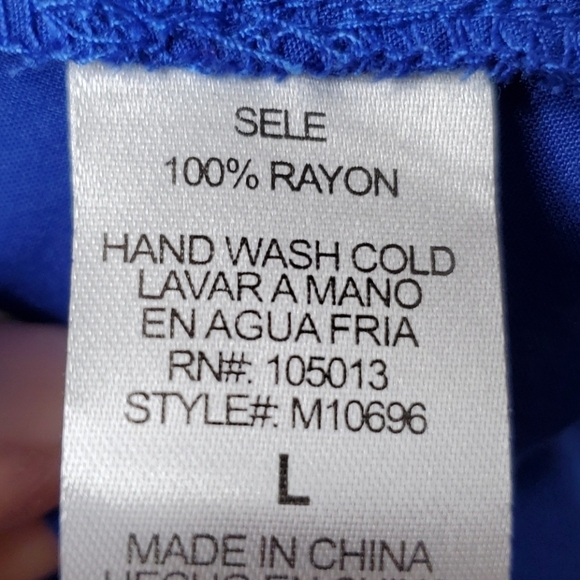 SELE
100% RAYON
HAND WASH COLD
LAVAR A MANO
EN AGUA FRIA
RN#: 105013
STYLE#: M10696
L
MADE IN CHINA